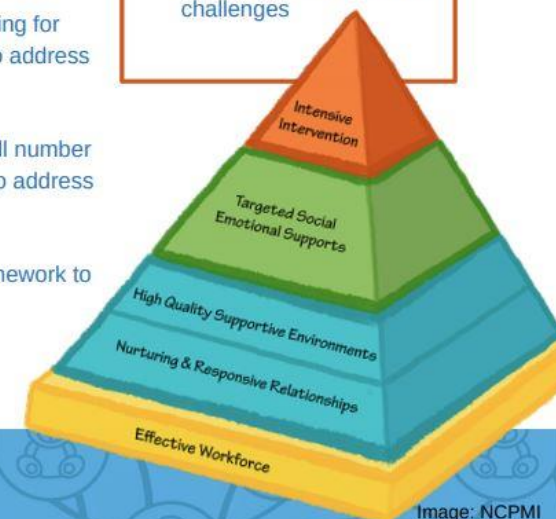 ing for
o address
ll number
o address
nework to
challenges
Intensive
Intervention
Targeted Social
Emotional Supports
High Quality Supportive Environments
Nurturing & Responsive Relationships
Effective Workforce
Image: NCPMI